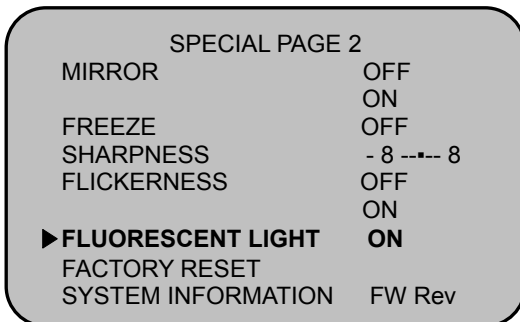 SPECIAL PAGE 2
MIRROR OFF
ON
FREEZE OFF
SHARPNESS - 8 --▪-- 8
FLICKERNESS OFF
ON
▶FLUORESCENT LIGHT ON
FACTORY RESET
SYSTEM INFORMATION FW Rev